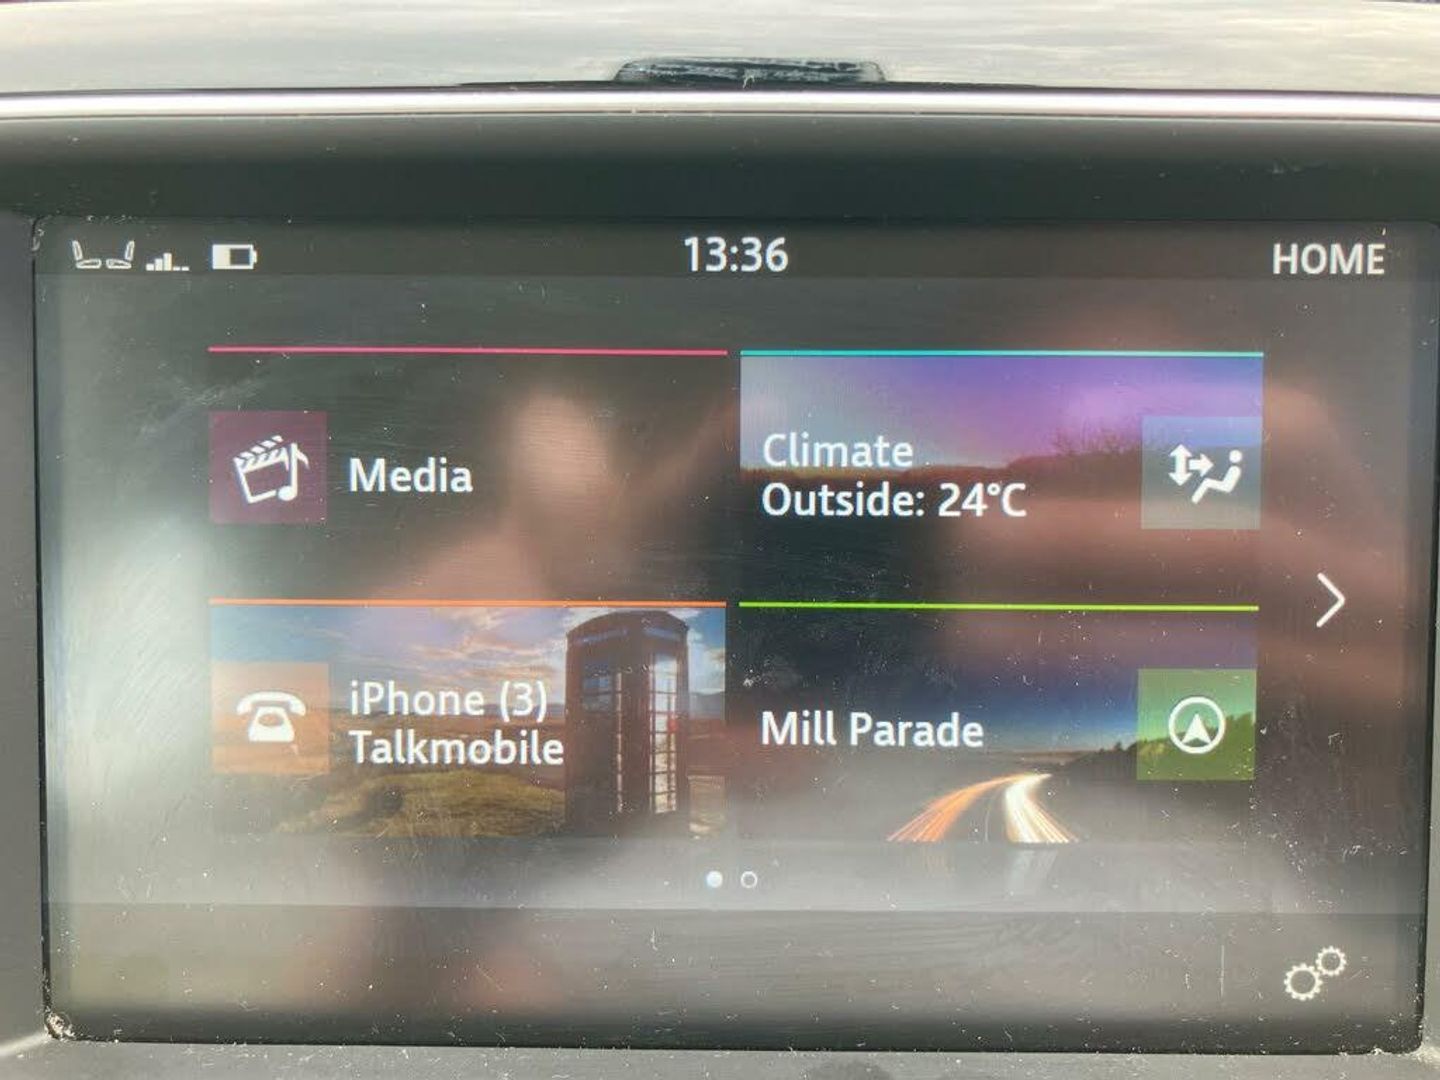 13:36
HOME
Media
Climate
Outside: 24°C
iPhone (3)
Talkmobile
Mill Parade